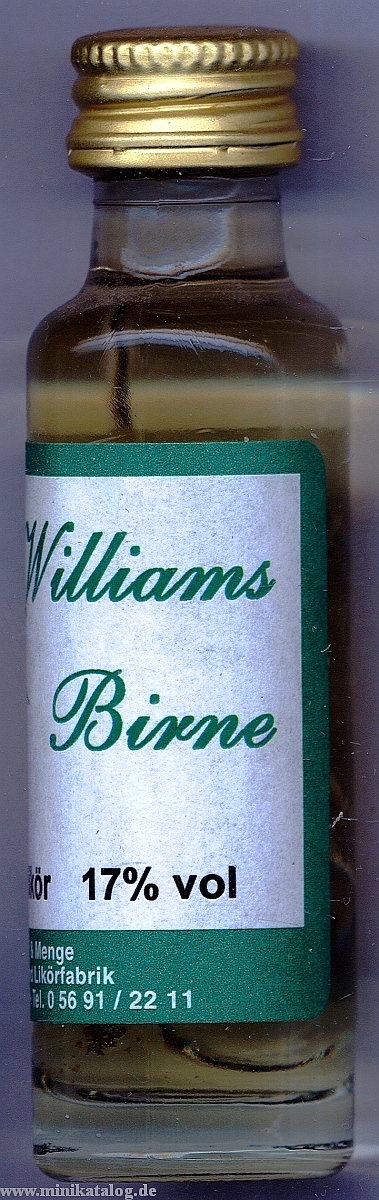 Williams
Birne
kör 17% vol
& Menge
Likörfabrik
Tel. 0 56 91 / 22 11
www.minikatalog.de